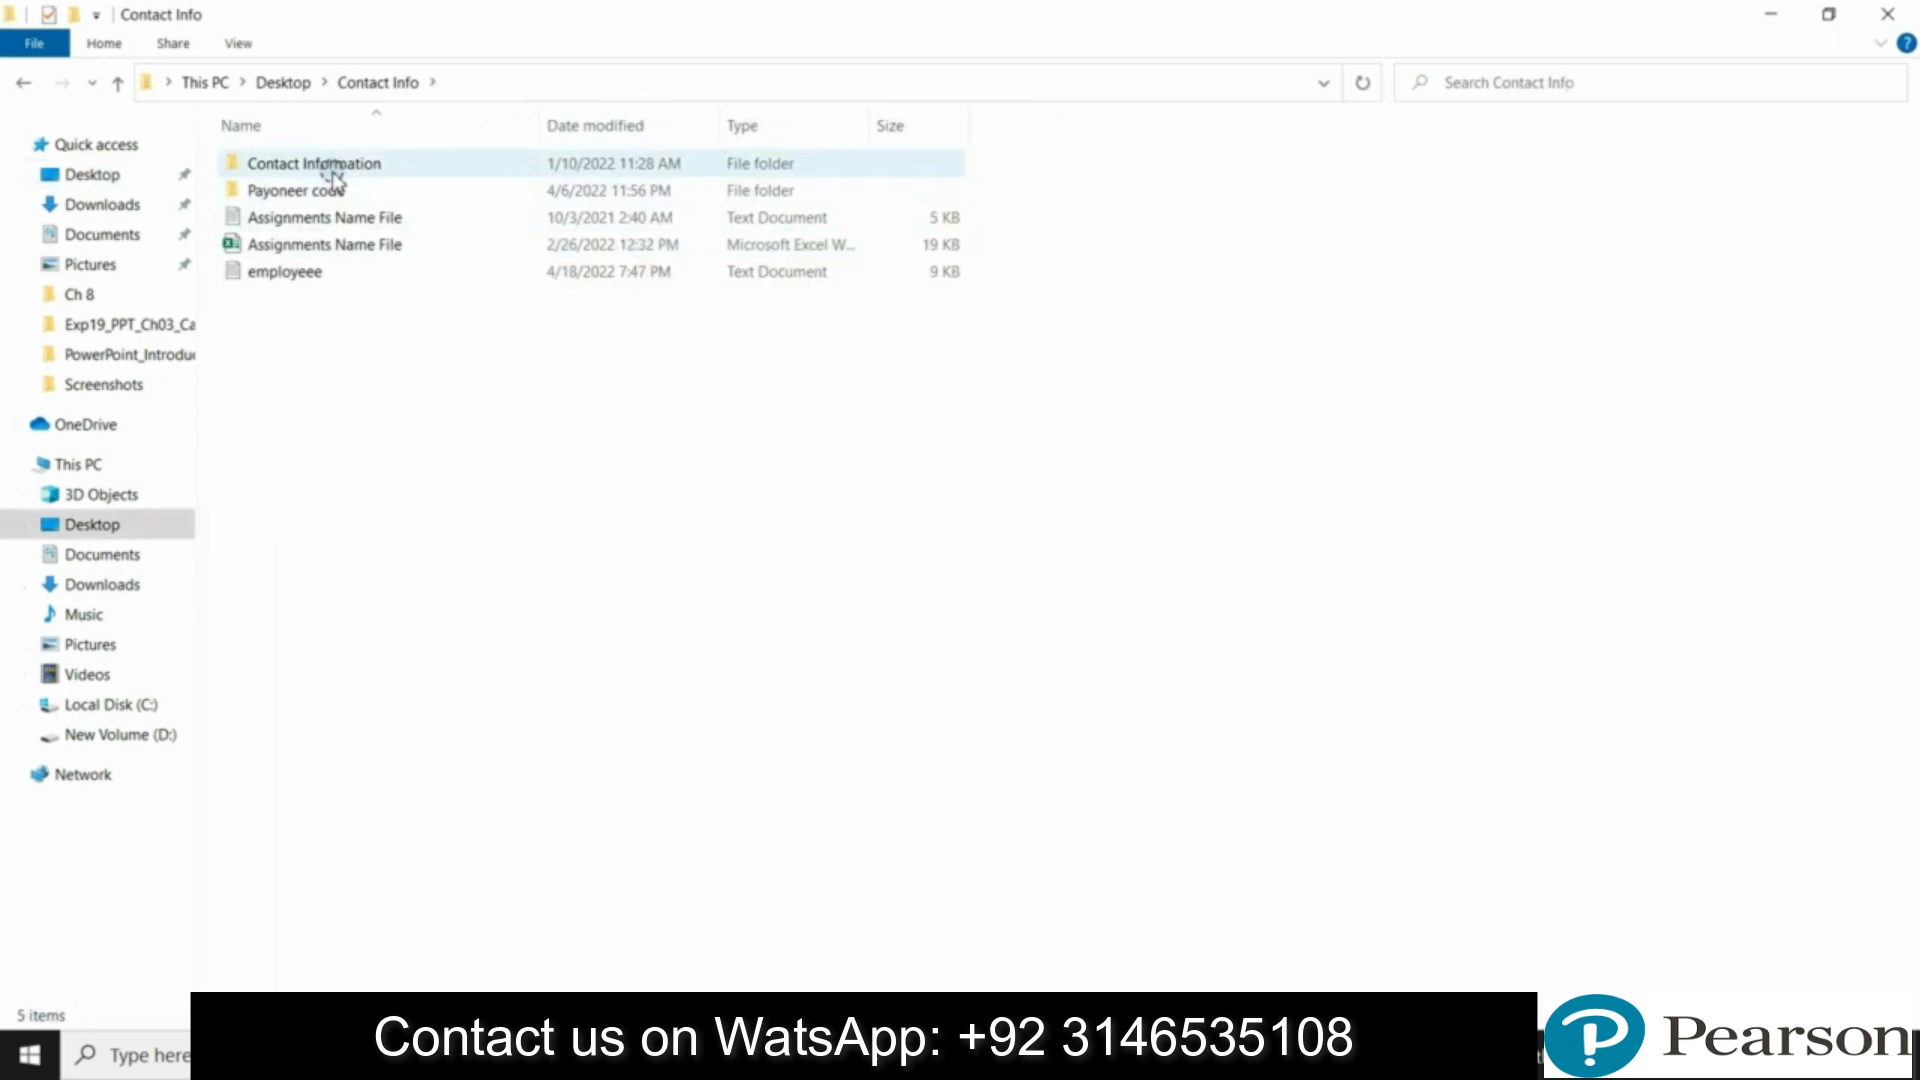 Contact Info
File Home Share View
This PC Desktop Contact Info
Search Contact Info
Name Date modified Type Size
Contact Information 1/10/2022 11:28 AM File folder
Payoneer code 4/6/2022 11:56 PM File folder
Assignments Name File 10/3/2021 2:40 AM Text Document 5 KB
Assignments Name File 2/26/2022 12:32 PM Microsoft Excel W... 19 KB
employeee 4/18/2022 7:47 PM Text Document 9 KB
Quick access
Desktop
Downloads
Documents
Pictures
Ch 8
Exp19_PPT_Ch03_Ca
PowerPoint_Introdu
Screenshots
OneDrive
This PC
3D Objects
Desktop
Documents
Downloads
Music
Pictures
Videos
Local Disk (C:)
New Volume (D:)
Network
5 items
Type here
Contact us on WatsApp: +92 3146535108
Pearson